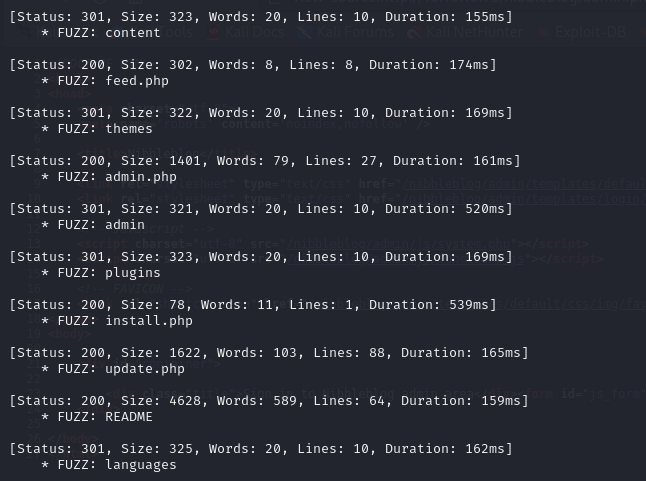 [Status: 301, Size: 323, Words: 20, Lines: 10, Duration: 155ms]
* FUZZ: content
[Status: 200, Size: 302, Words: 8, Lines: 8, Duration: 174ms]
* FUZZ: feed.php
[Status: 301, Size: 322, Words: 20, Lines: 10, Duration: 169ms]
* FUZZ: themes
[Status: 200, Size: 1401, Words: 79, Lines: 27, Duration: 161ms]
* FUZZ: admin.php
[Status: 301, Size: 321, Words: 20, Lines: 10, Duration: 520ms]
* FUZZ: admin
[Status: 301, Size: 323, Words: 20, Lines: 10, Duration: 169ms]
* FUZZ: plugins
[Status: 200, Size: 78, Words: 11, Lines: 1, Duration: 539ms]
* FUZZ: install.php
[Status: 200, Size: 1622, Words: 103, Lines: 88, Duration: 165ms]
* FUZZ: update.php
[Status: 200, Size: 4628, Words: 589, Lines: 64, Duration: 159ms]
* FUZZ: README
[Status: 301, Size: 325, Words: 20, Lines: 10, Duration: 162ms]
* FUZZ: languages